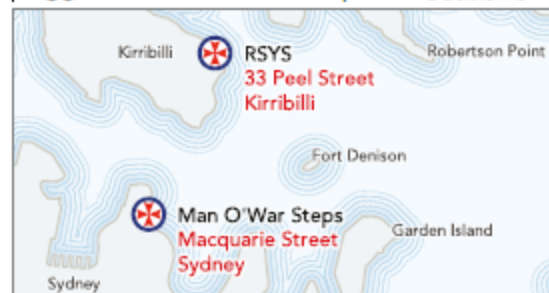 Kirribilli
RSYS
33 Peel Street
Kirribilli
Robertson Point
Fort Denison
Man O'War Steps
Macquarie Street
Sydney
Garden Island
Sydney